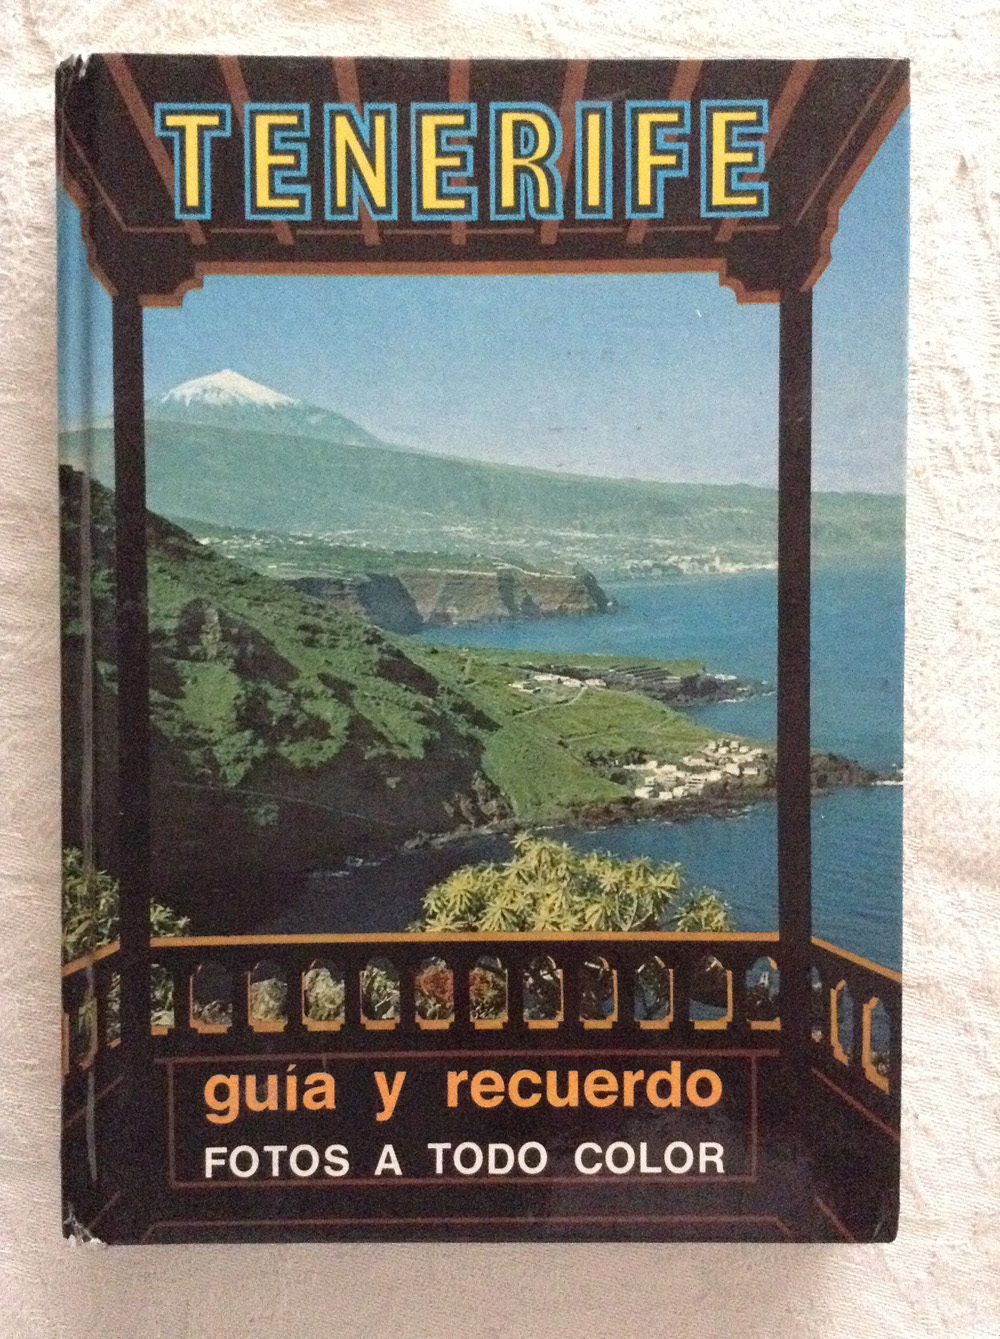 TENERIFE
guía y recuerdo
FOTOS A TODO COLOR